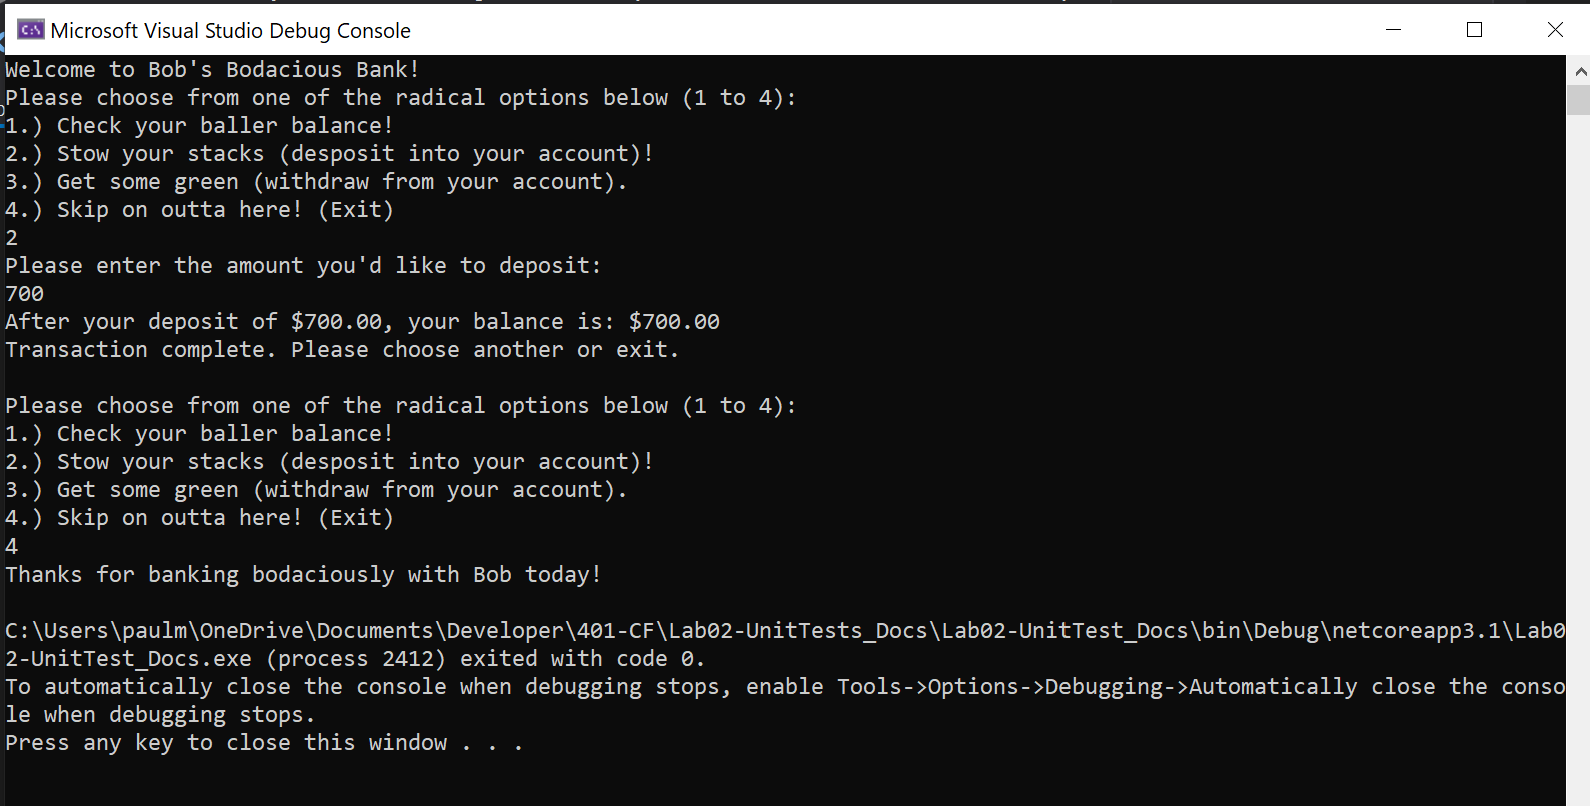 Microsoft Visual Studio Debug Console
Welcome to Bob's Bodacious Bank!
Please choose from one of the radical options below (1 to 4):
1.) Check your baller balance!
2.) Stow your stacks (desposit into your account)!
3.) Get some green (withdraw from your account).
4.) Skip on outta here! (Exit)
2
Please enter the amount you'd like to deposit:
700
After your deposit of $700.00, your balance is: $700.00
Transaction complete. Please choose another or exit.
Please choose from one of the radical options below (1 to 4):
1.) Check your baller balance!
2.) Stow your stacks (desposit into your account)!
3.) Get some green (withdraw from your account).
4.) Skip on outta here! (Exit)
4
Thanks for banking bodaciously with Bob today!
C:\Users\paulm\OneDrive\Documents\Developer\401-CF\Lab02-UnitTests_Docs\Lab02-UnitTest_Docs\bin\Debug\netcoreapp3.1\Lab0
2-UnitTest_Docs.exe (process 2412) exited with code 0.
To automatically close the console when debugging stops, enable Tools->Options->Debugging->Automatically close the conso
le when debugging stops.
Press any key to close this window . . .